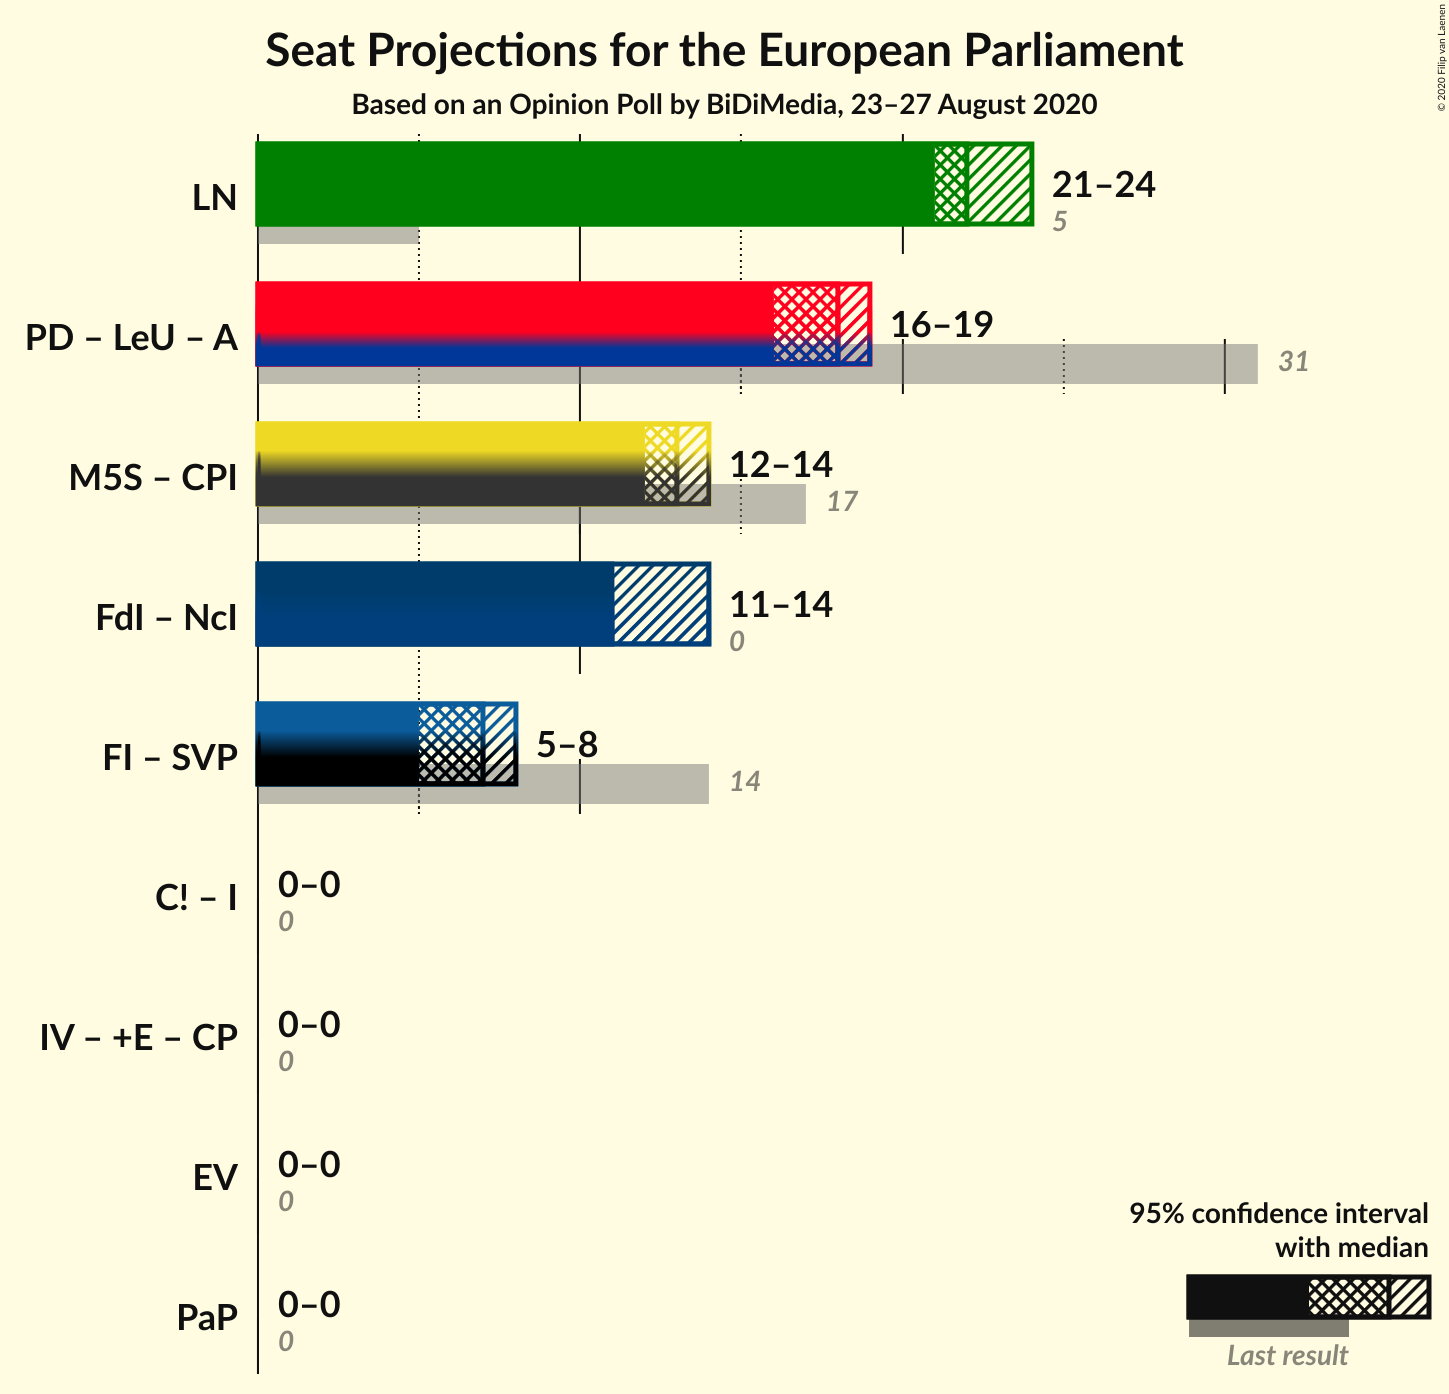 Seat Projections for the European Parliament
Based on an Opinion Poll by BiDiMedia, 23–27 August 2020
© 2020 Filip van Laenen
LN
21–24
5
PD – LeU – A
16–19
31
M5S – CPI
12–14
17
FdI – NcI
11–14
0
FI – SVP
5–8
14
C! – I
0–0
0
IV – +E – CP
0–0
0
EV
0–0
0
PaP
0–0
0
95% confidence interval
with median
Last result